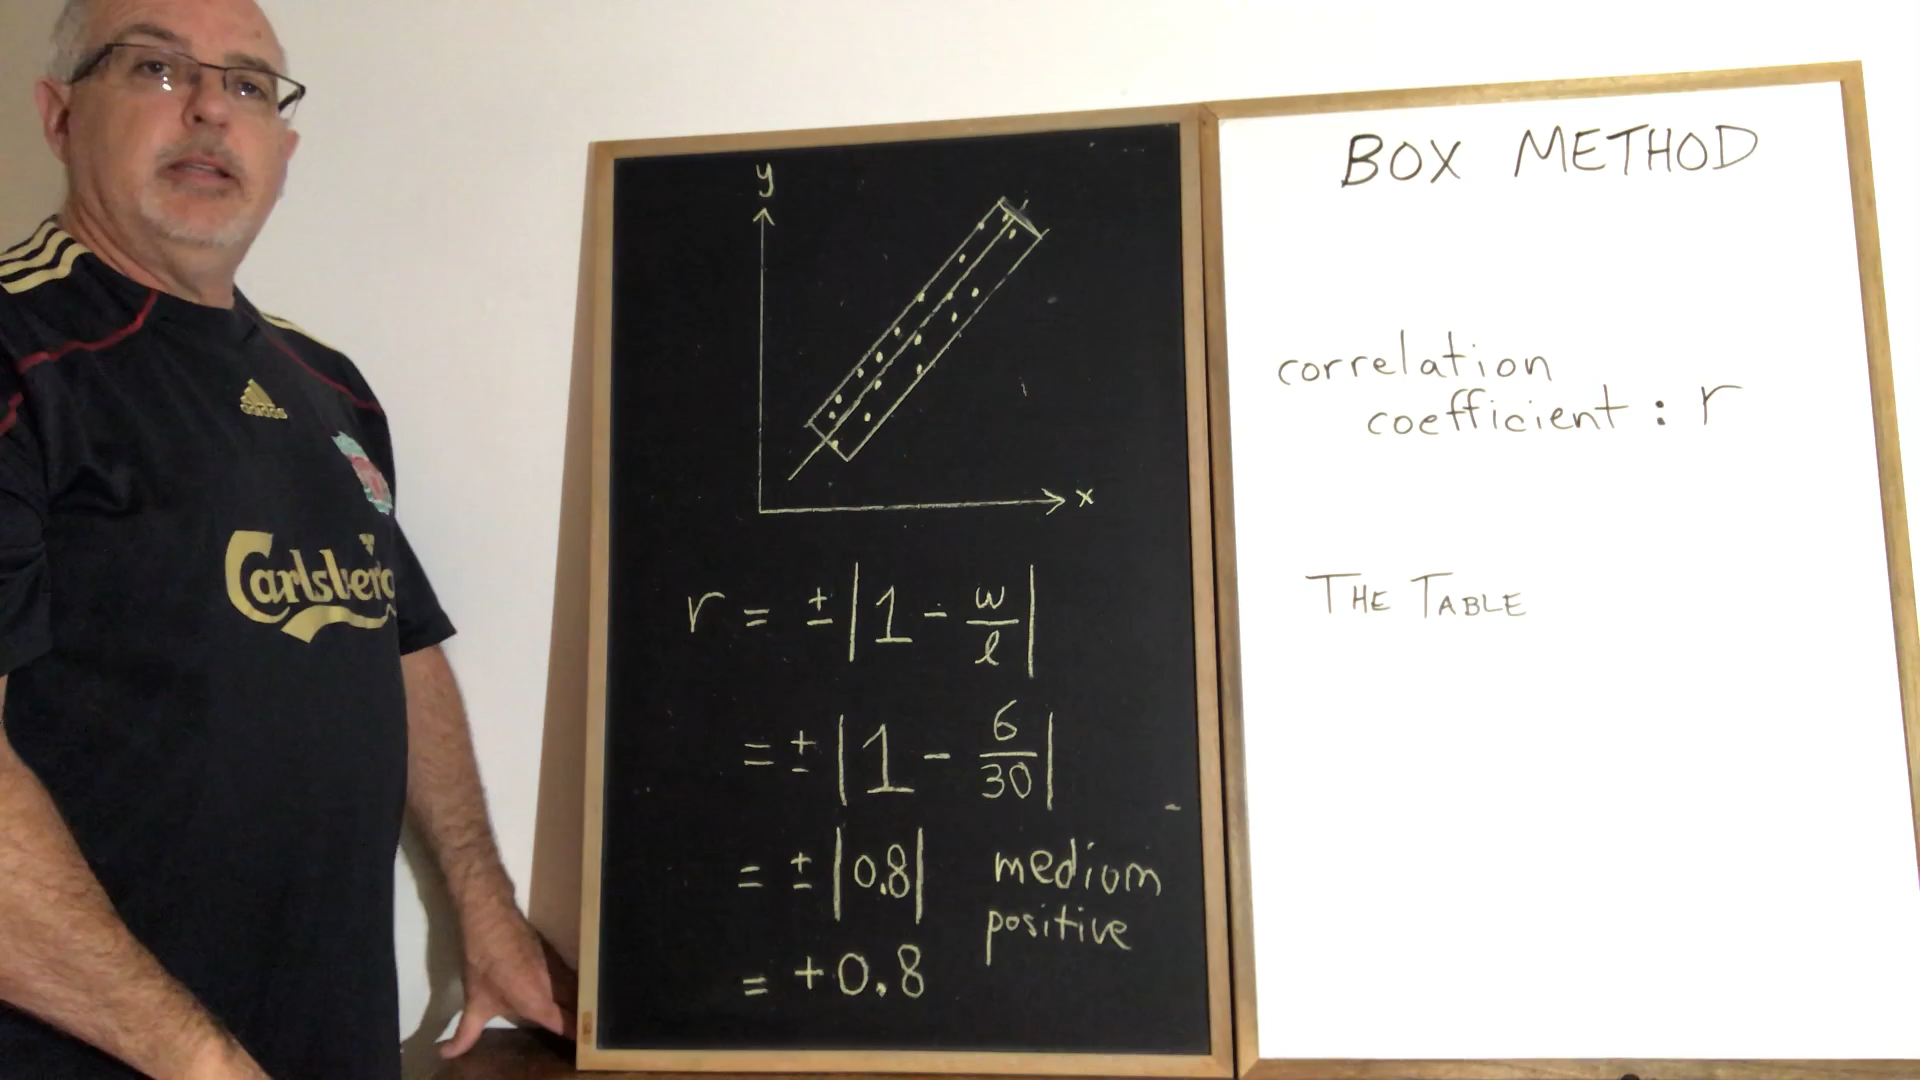 adidas
Carlsberg
y
x
r = ±|1 - w/l|
= ±|1 - 6/30|
= ±|0.8| medium
positive
= +0.8
BOX METHOD
correlation
coefficient : r
THE TABLE